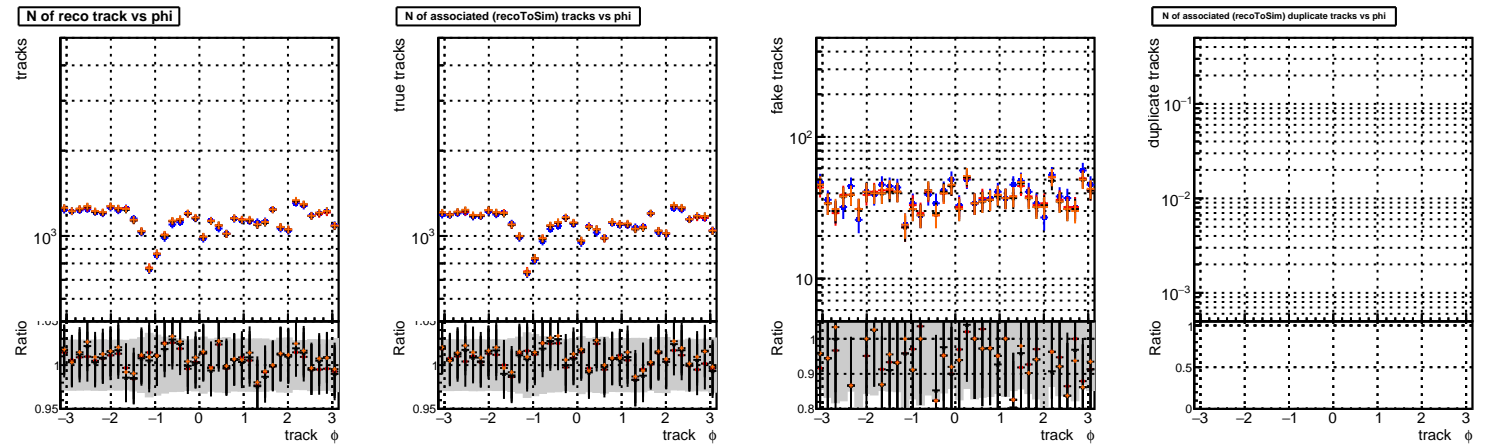 N of reco track vs phi
tracks
10³
Ratio
1.05
1
0.95
−3 −2 −1 0 1 2 3
track ϕ
N of associated (recoToSim) tracks vs phi
true tracks
10³
Ratio
1.05
1
0.95
−3 −2 −1 0 1 2 3
track ϕ
fake tracks
10²
10
Ratio
1
0.9
0.8
−3 −2 −1 0 1 2 3
track ϕ
N of associated (recoToSim) duplicate tracks vs phi
duplicate tracks
10⁻¹
10⁻²
10⁻³
Ratio
1
0.5
0
−3 −2 −1 0 1 2 3
track ϕ